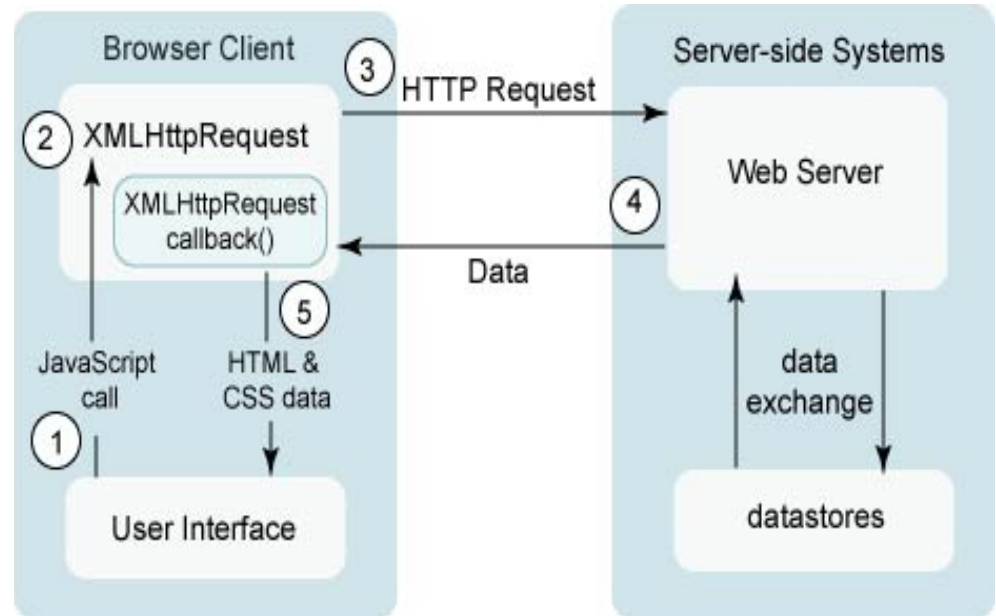 Browser Client
Server-side Systems
3
HTTP Request
2
XMLHttpRequest
XMLHttpRequest
callback()
Web Server
4
Data
5
JavaScript
call
HTML &
CSS data
data
exchange
1
User Interface
datastores